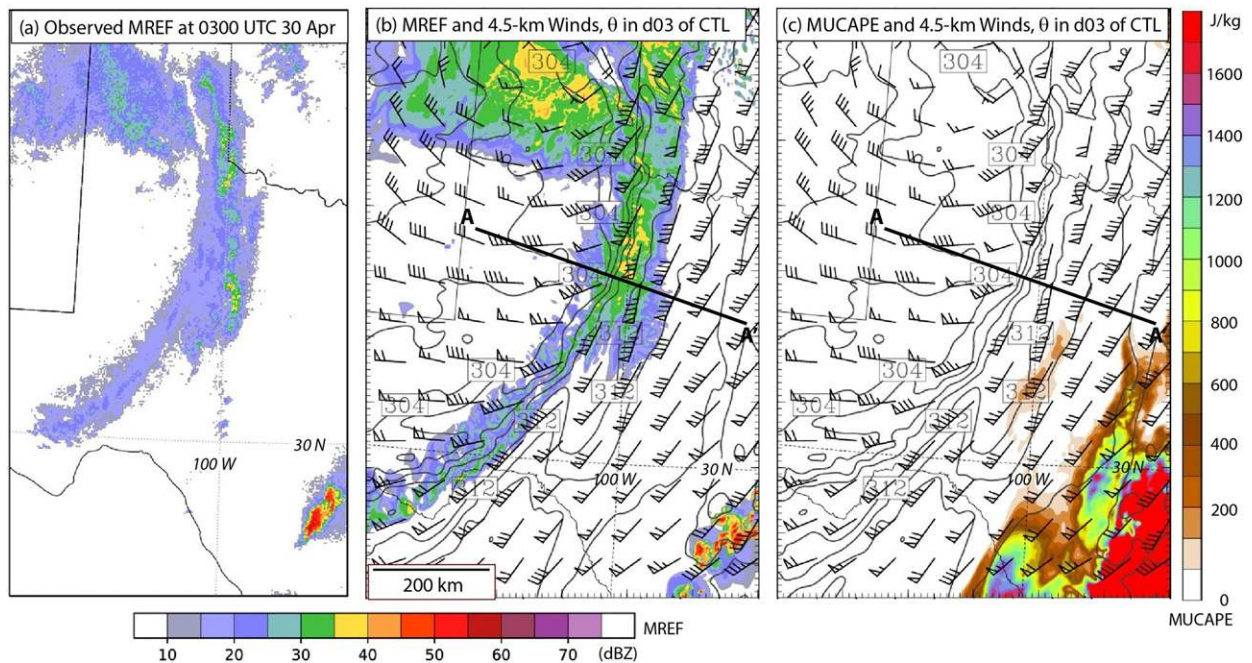 (a) Observed MREF at 0300 UTC 30 Apr
100 W
30 N
(b) MREF and 4.5-km Winds, θ in d03 of CTL
304
304
A
304
304
A'
312
304
312
304
312
30 N
100 W
312
200 km
(c) MUCAPE and 4.5-km Winds, θ in d03 of CTL
304
304
A
304
304
A'
312
304
312
304
312
30 N
100 W
312
J/kg
1600
1400
1200
1000
800
600
400
200
0
MUCAPE
MREF
10 20 30 40 50 60 70 (dBZ)